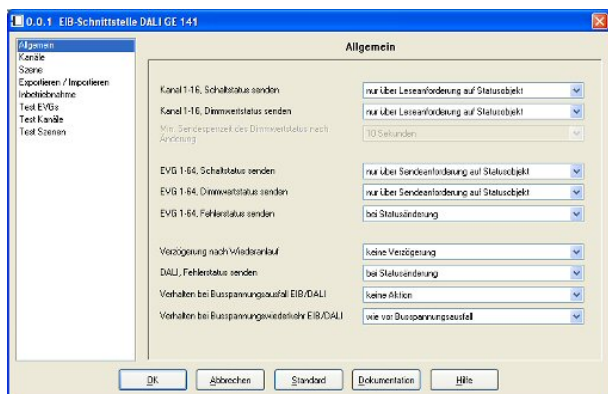 0.0.1 EIB-Schnittstelle DALI GE 141
Allgemein
Kanäle
Szene
Exportieren / Importieren
Inbetriebnahme
Test EVGs
Test Kanäle
Test Szenen
Allgemein
Kanal 1-16, Schaltstatus senden
nur über Leseanforderung auf Statusobjekt
Kanal 1-16, Dimmwertstatus senden
nur über Leseanforderung auf Statusobjekt
Min. Sendesperrzeit des Dimmwertstatus nach
Änderung
10 Sekunden
EVG 1-64, Schaltstatus senden
nur über Sendeanforderung auf Statusobjekt
EVG 1-64, Dimmwertstatus senden
nur über Sendeanforderung auf Statusobjekt
EVG 1-64, Fehlerstatus senden
bei Statusänderung
Verzögerung nach Wiederanlauf
keine Verzögerung
DALI, Fehlerstatus senden
bei Statusänderung
Verhalten bei Busspannungsausfall EIB/DALI
keine Aktion
Verhalten bei Busspannungswiederkehr EIB/DALI
wie vor Busspannungsausfall
OK
Abbrechen
Standard
Dokumentation
Hilfe